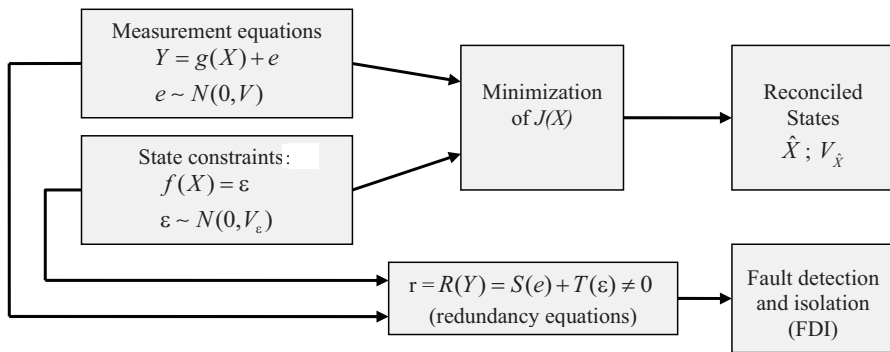 Measurement equations
Y = g(X) + e
e ~ N(0,V)
State constraints:
f(X) = ε
ε ~ N(0,V_ε)
Minimization
of J(X)
Reconciled
States
X̂ ; V_X̂
r = R(Y) = S(e) + T(ε) ≠ 0
(redundancy equations)
Fault detection
and isolation
(FDI)